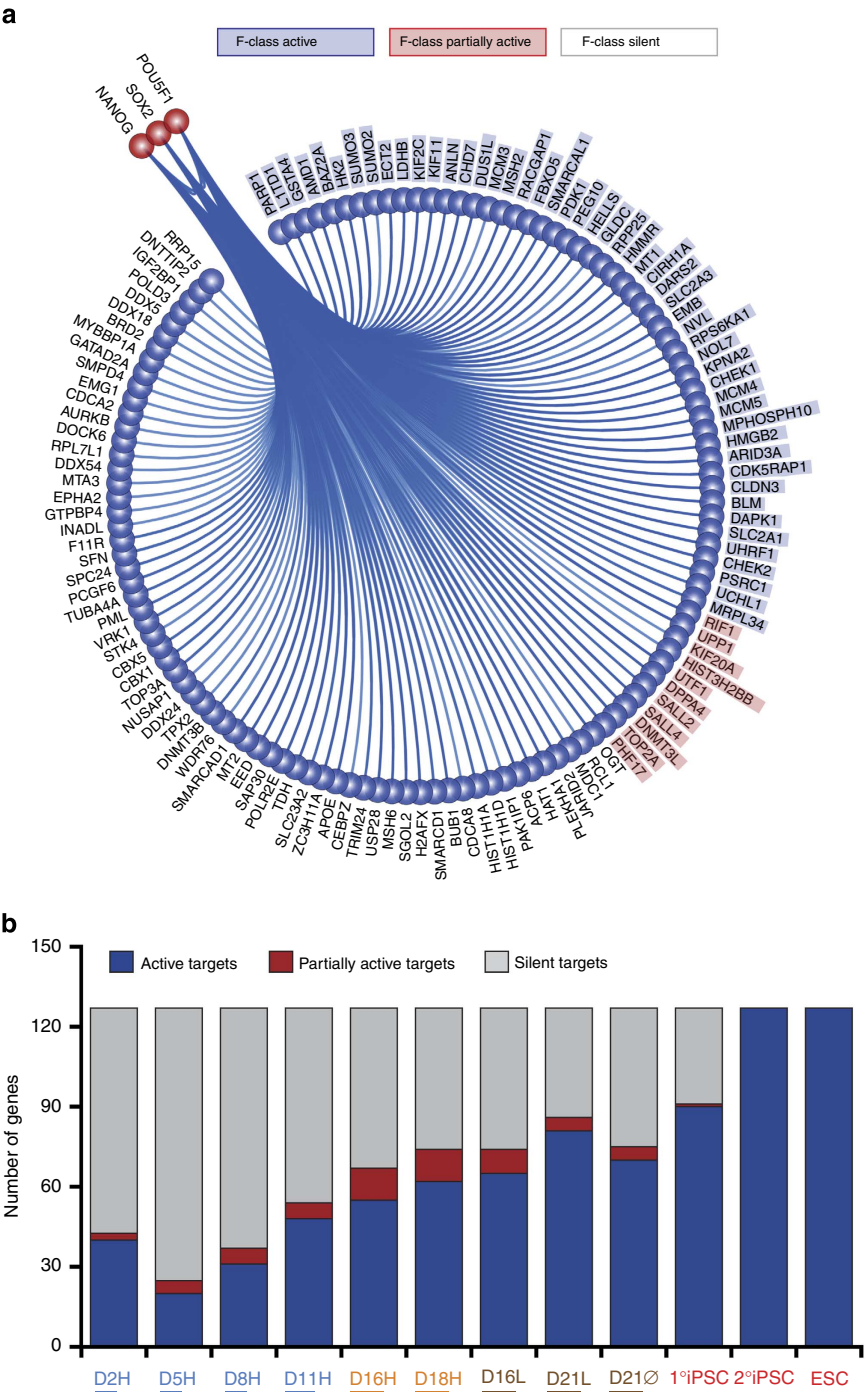 a
F-class active
F-class partially active
F-class silent
NANOG
SOX2
POU5F1
PARP1
L1TD1
GSTA4
AMD1
BAZ2A
HK2
SUMO3
SUMO2
ECT2
LDHB
KIF2C
KIF11
ANLN
CHD7
DUS1L
MCM3
MSH2
RACGAP1
FBXO5
SMARCAL1
PDK1
PEG10
HELLS
GLDC
RPP25
HMMR
MT1
CIRH1A
DARS2
SLC2A3
EMB
NVL
RPS6KA1
NOL7
KPNA2
CHEK1
MCM4
MCM5
MPHOSPH10
HMGB2
ARID3A
CDK5RAP1
CLDN3
BLM
DAPK1
SLC2A1
UHRF1
CHEK2
PSRC1
UCHL1
MRPL34
RIF1
UPP1
KIF20A
HIST3H2BB
UTF1
DPPA4
SALL2
SALL4
DNMT3L
TOP2A
PHF17
OGT
RCL1
MDC1
JARID2
PLEKHA1
HAT1
ACP6
PAK1IP1
HIST1H1D
HIST1H1A
CDCA8
BUB1
SMARCD1
H2AFX
SGOL2
MSH6
USP28
TRIM24
CEBPZ
APOE
ZC3H11A
SLC23A2
TDH
POLR2E
SAP30
EED
MT2
SMARCAD1
WDR76
DNMT3B
TPX2
DDX24
NUSAP1
TOP3A
CBX1
CBX5
STK4
VRK1
PML
TUBA4A
PCGF6
SPC24
SFN
F11R
INADL
GTPBP4
EPHA2
MTA3
DDX54
RPL7L1
DOCK6
AURKB
CDCA2
EMG1
SMPD4
GATAD2A
MYBBP1A
BRD2
DDX18
DDX5
POLD3
IGF2BP1
DNTTIP2
RRP15
b
Active targets
Partially active targets
Silent targets
Number of genes
150
120
90
60
30
0
D2H D5H D8H D11H D16H D18H D16L D21L D21∅ 1°iPSC 2°iPSC ESC